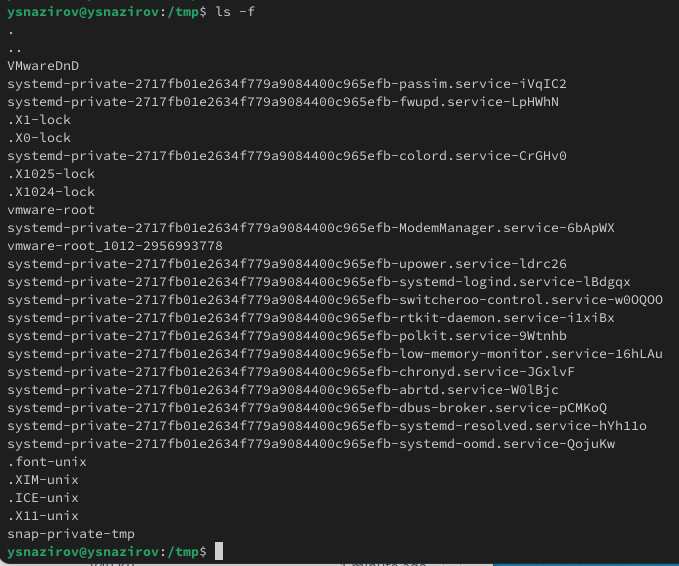 ysnazirov@ysnazirov:/tmp$ ls -f
.
..
VMwareDnD
systemd-private-2717fb01e2634f779a9084400c965efb-passim.service-iVqIC2
systemd-private-2717fb01e2634f779a9084400c965efb-fwupd.service-LpHWhN
.X1-lock
.X0-lock
systemd-private-2717fb01e2634f779a9084400c965efb-colord.service-CrGHv0
.X1025-lock
.X1024-lock
vmware-root
systemd-private-2717fb01e2634f779a9084400c965efb-ModemManager.service-6bApWX
vmware-root_1012-2956993778
systemd-private-2717fb01e2634f779a9084400c965efb-upower.service-ldrc26
systemd-private-2717fb01e2634f779a9084400c965efb-systemd-logind.service-lBdgqx
systemd-private-2717fb01e2634f779a9084400c965efb-switcheroo-control.service-w0OQOO
systemd-private-2717fb01e2634f779a9084400c965efb-rtkit-daemon.service-i1xiBx
systemd-private-2717fb01e2634f779a9084400c965efb-polkit.service-9Wtnhb
systemd-private-2717fb01e2634f779a9084400c965efb-low-memory-monitor.service-16hLAu
systemd-private-2717fb01e2634f779a9084400c965efb-chronyd.service-JGxlvF
systemd-private-2717fb01e2634f779a9084400c965efb-abrtd.service-W0lBjc
systemd-private-2717fb01e2634f779a9084400c965efb-dbus-broker.service-pCMKoQ
systemd-private-2717fb01e2634f779a9084400c965efb-systemd-resolved.service-hYh11o
systemd-private-2717fb01e2634f779a9084400c965efb-systemd-oomd.service-QojuKw
.font-unix
.XIM-unix
.ICE-unix
.X11-unix
snap-private-tmp
ysnazirov@ysnazirov:/tmp$